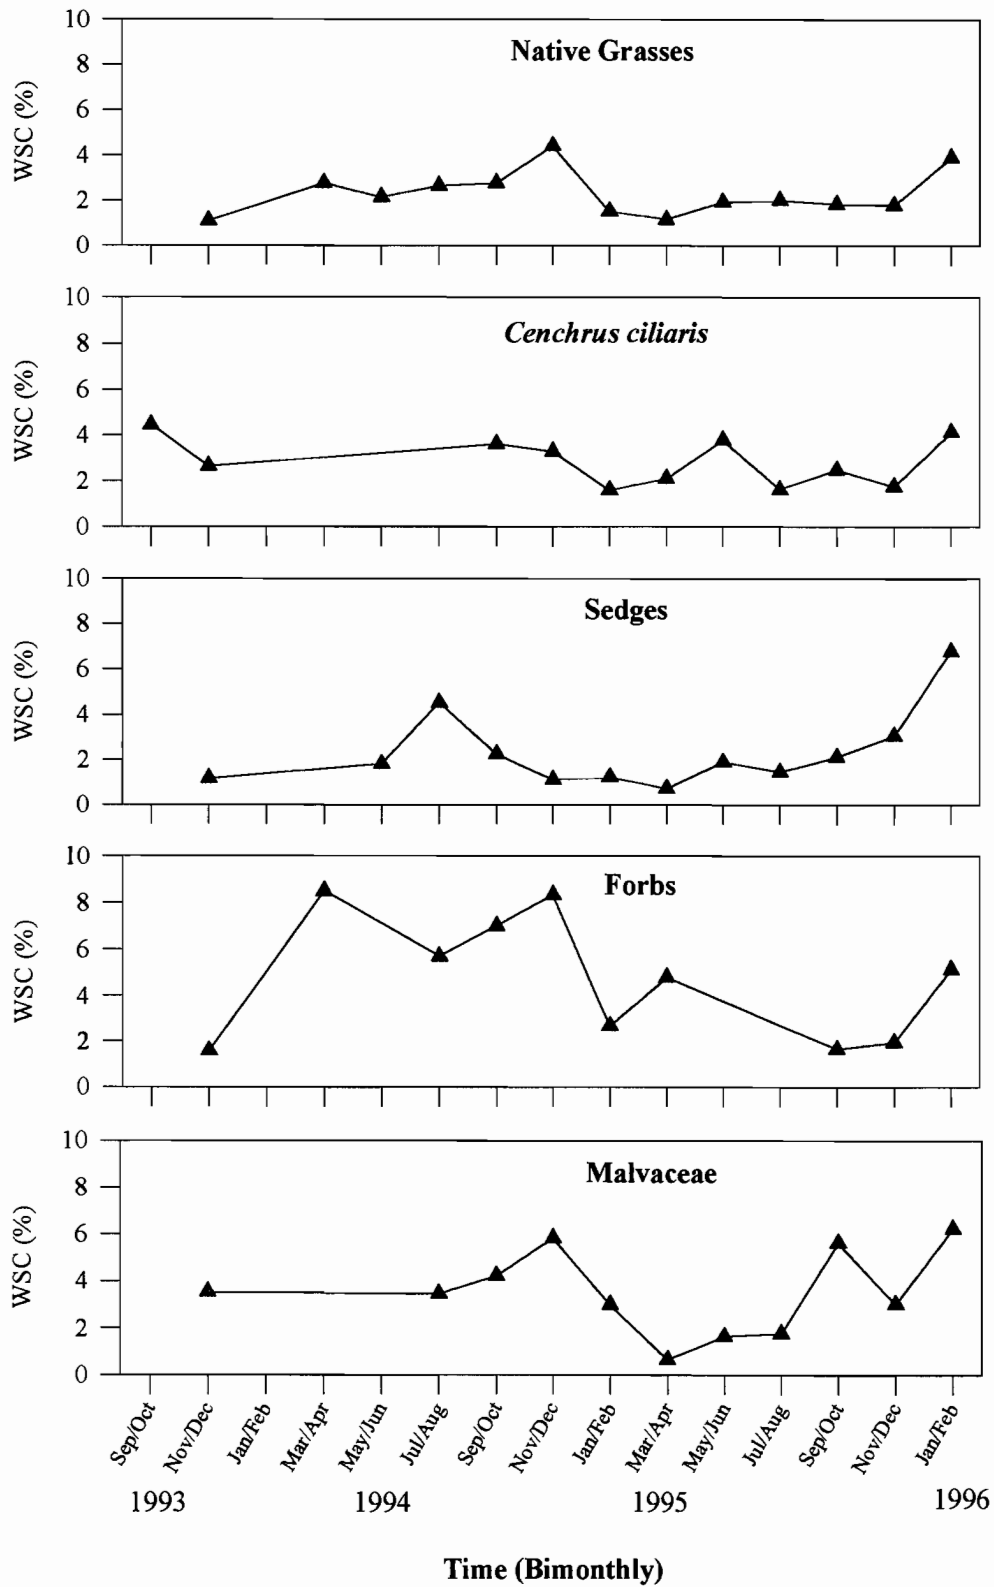 10
Native Grasses
8
6
WSC (%)
4
2
0
10
Cenchrus ciliaris
8
6
WSC (%)
4
2
0
10
Sedges
8
6
WSC (%)
4
2
0
10
Forbs
8
6
WSC (%)
4
2
0
10
Malvaceae
8
6
WSC (%)
4
2
0
Sep/Oct Nov/Dec Jan/Feb Mar/Apr May/Jun Jul/Aug Sep/Oct Nov/Dec Jan/Feb Mar/Apr May/Jun Jul/Aug Sep/Oct Nov/Dec Jan/Feb
1993 1994 1995 1996
Time (Bimonthly)